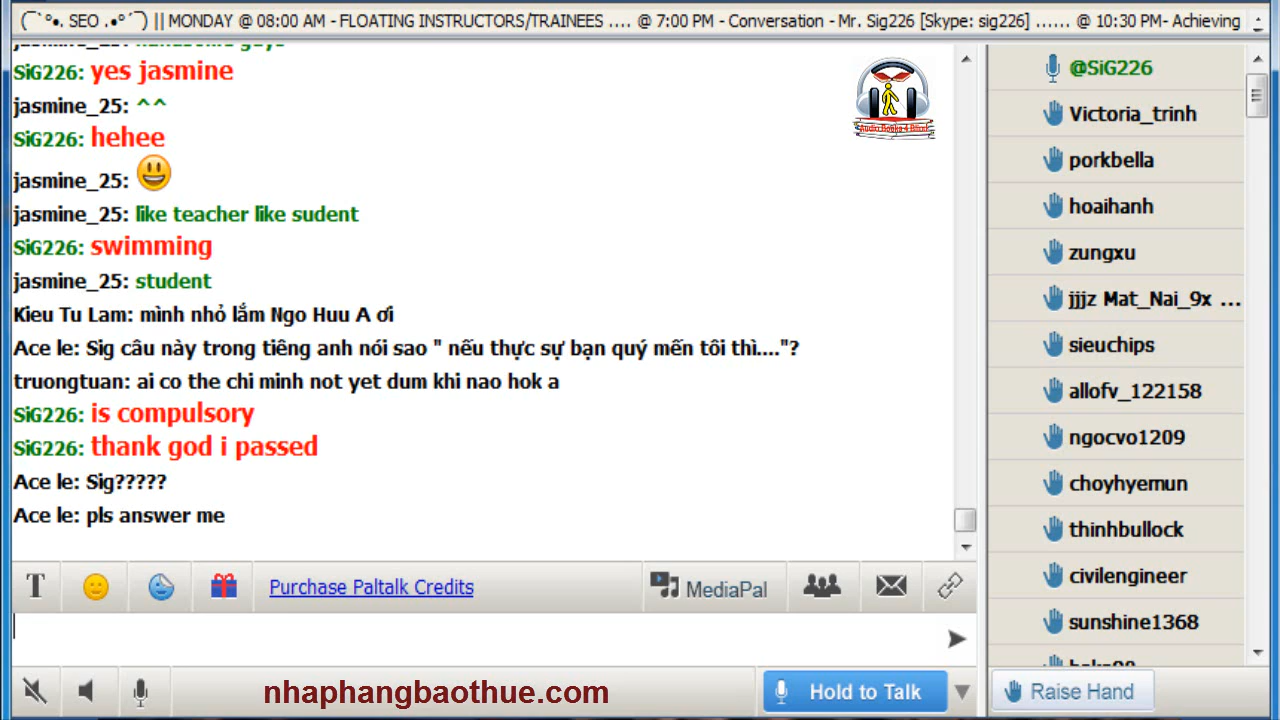 (¯`°•. SEO .•°´¯) || MONDAY @ 08:00 AM - FLOATING INSTRUCTORS/TRAINEES .... @ 7:00 PM - Conversation - Mr. Sig226 [Skype: sig226] ...... @ 10:30 PM- Achieving
SiG226: yes jasmine
jasmine_25: ^^
SiG226: hehee
jasmine_25:
jasmine_25: like teacher like sudent
SiG226: swimming
jasmine_25: student
Kieu Tu Lam: mình nhỏ lắm Ngo Huu A ơi
Ace le: Sig câu này trong tiêng anh nói sao " nếu thực sự bạn quý mến tôi thì...."?
truongtuan: ai co the chi minh not yet dum khi nao hok a
SiG226: is compulsory
SiG226: thank god i passed
Ace le: Sig?????
Ace le: pls answer me
@SiG226
Victoria_trinh
porkbella
hoaihanh
zungxu
jjjz Mat_Nai_9x ...
sieuchips
allofv_122158
ngocvo1209
choyhyemun
thinhbullock
civilengineer
sunshine1368
T
Purchase Paltalk Credits
MediaPal
nhaphangbaothue.com
Hold to Talk
Raise Hand